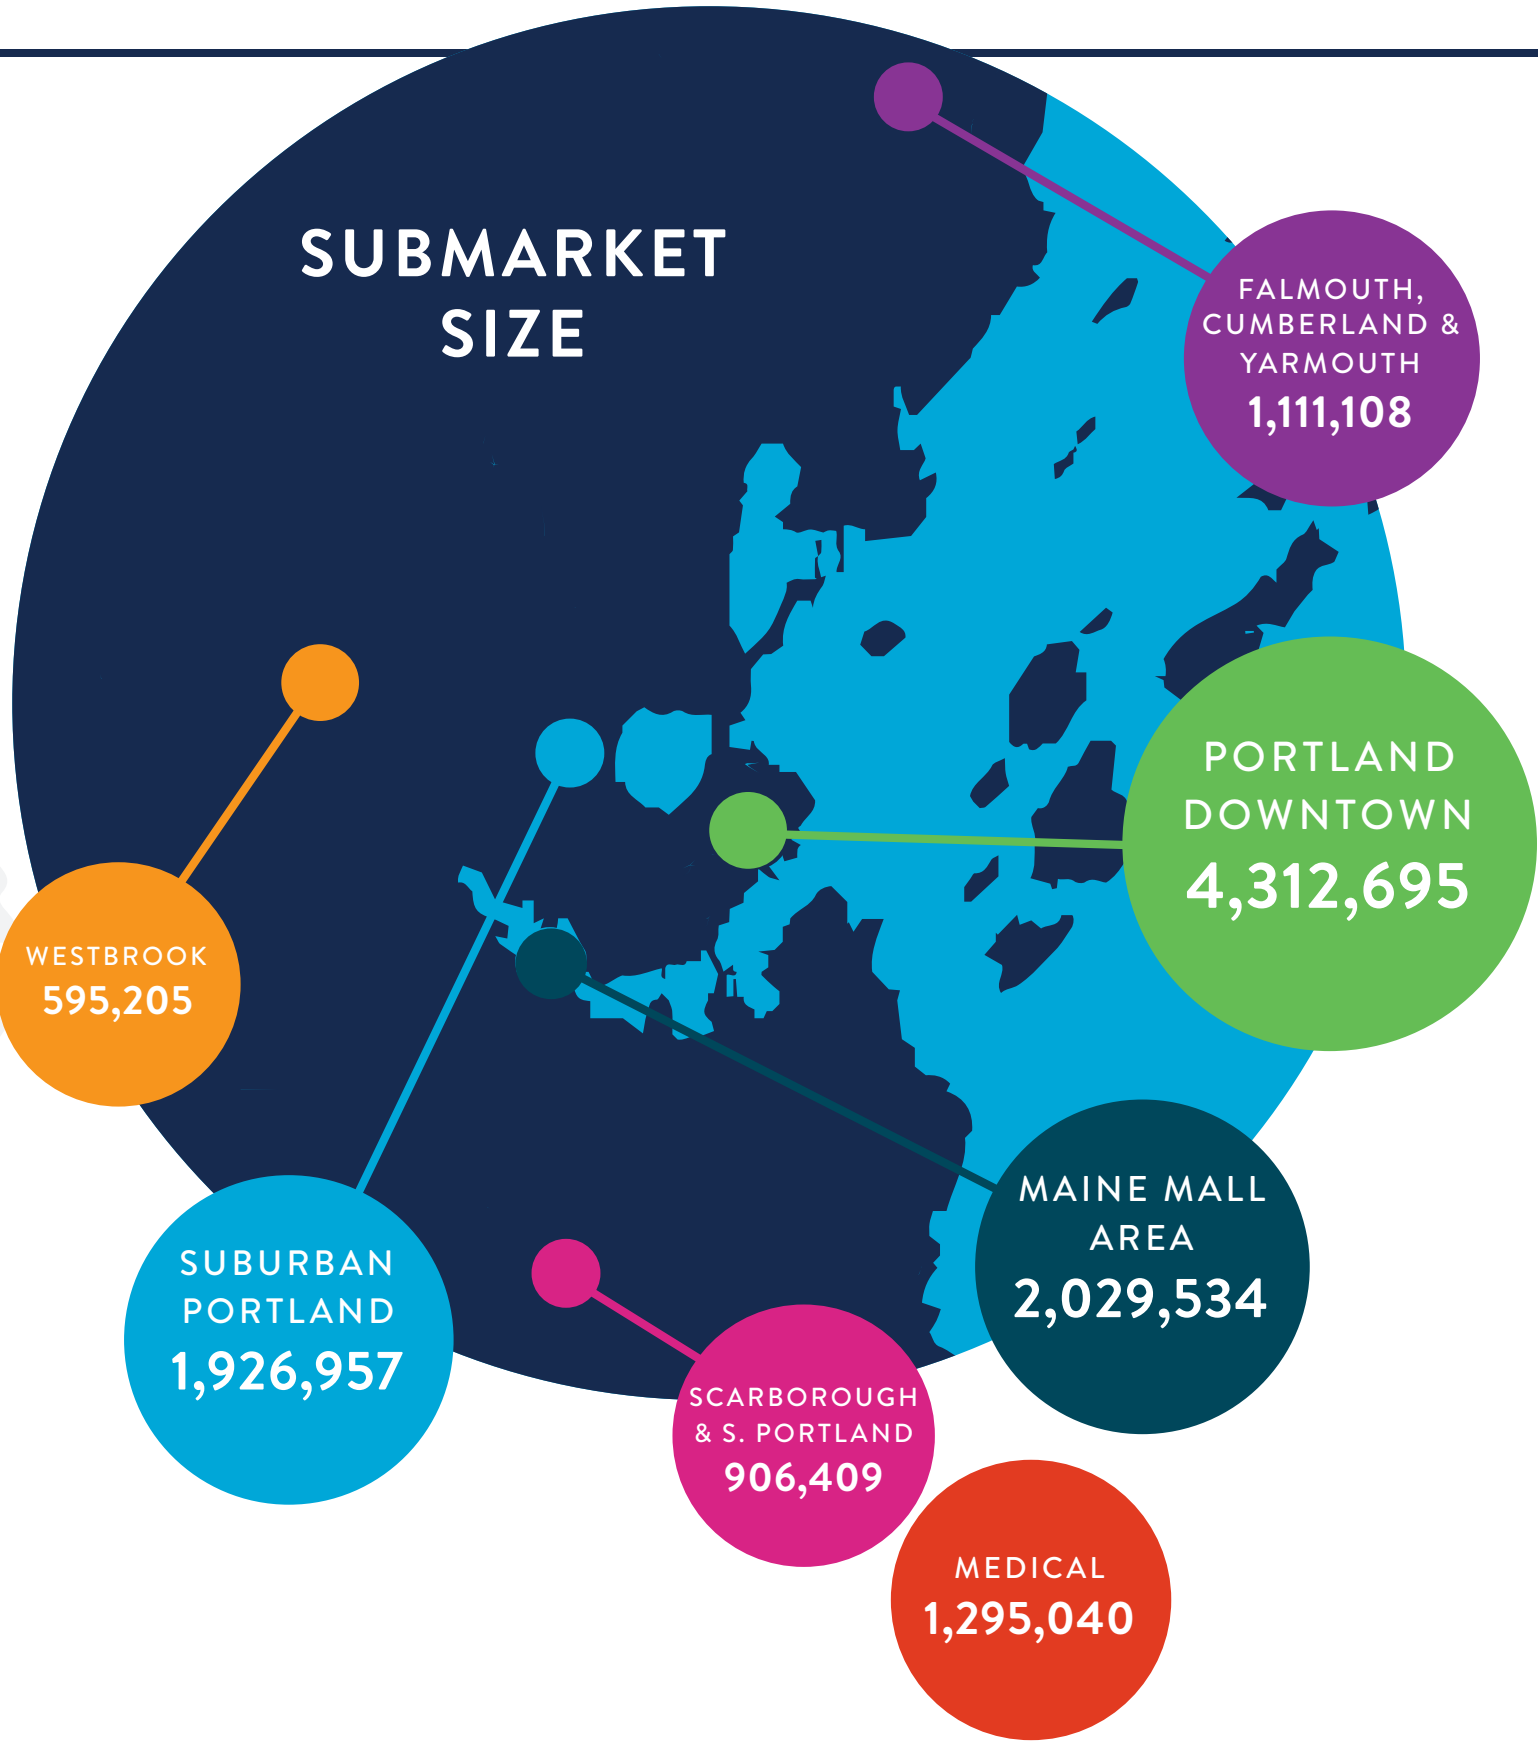 SUBMARKET
SIZE
FALMOUTH,
CUMBERLAND &
YARMOUTH
1,111,108
PORTLAND
DOWNTOWN
4,312,695
WESTBROOK
595,205
MAINE MALL
AREA
2,029,534
SUBURBAN
PORTLAND
1,926,957
SCARBOROUGH
& S. PORTLAND
906,409
MEDICAL
1,295,040